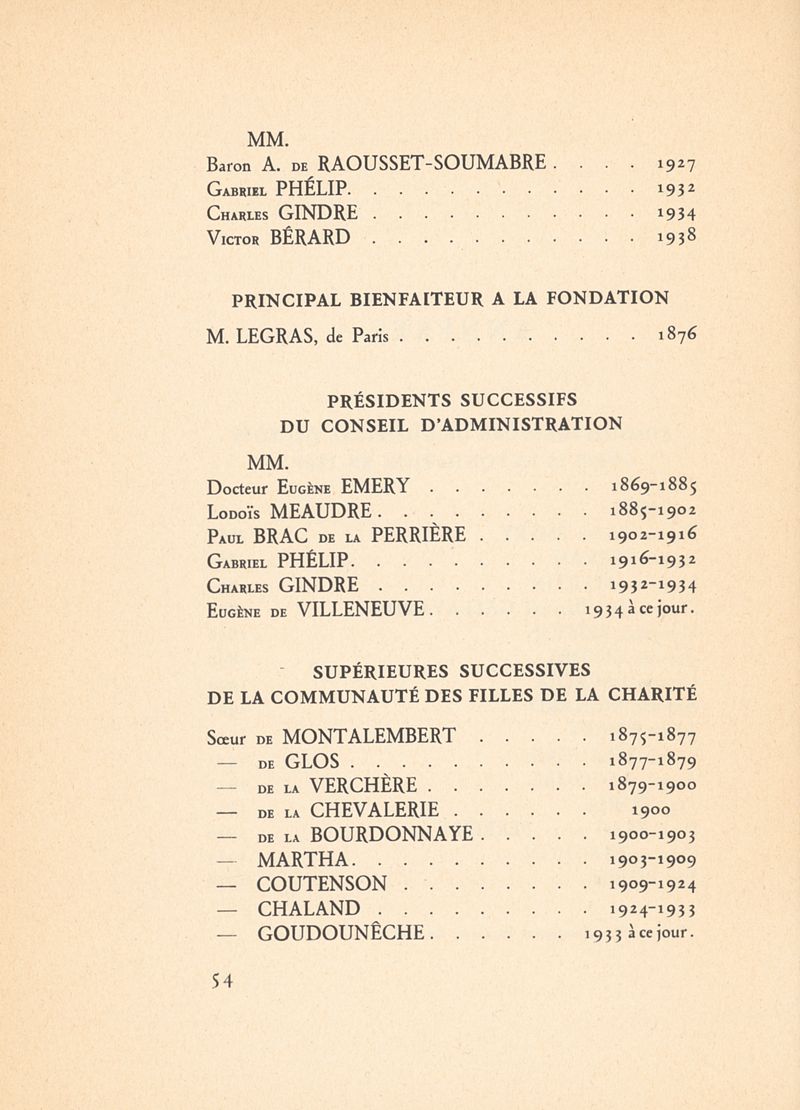 MM.
Baron A. DE RAOUSSET-SOUMABRE . . . . 1927
GABRIEL PHÉLIP. . . . . . . . . . . . 1932
CHARLES GINDRE . . . . . . . . . . . 1934
VICTOR BÉRARD . . . . . . . . . . . 1938
PRINCIPAL BIENFAITEUR A LA FONDATION
M. LEGRAS, de Paris . . . . . . . . . . 1876
PRÉSIDENTS SUCCESSIFS
DU CONSEIL D'ADMINISTRATION
MM.
Docteur EUGÈNE EMERY . . . . . . . 1869-1885
LODOÏS MEAUDRE . . . . . . . . . 1885-1902
PAUL BRAC DE LA PERRIÈRE . . . . . 1902-1916
GABRIEL PHÉLIP. . . . . . . . . . 1916-1932
CHARLES GINDRE . . . . . . . . . 1932-1934
EUGÈNE DE VILLENEUVE . . . . . . 1934 à ce jour.
SUPÉRIEURES SUCCESSIVES
DE LA COMMUNAUTÉ DES FILLES DE LA CHARITÉ
Sœur DE MONTALEMBERT . . . . . 1875-1877
— DE GLOS . . . . . . . . . . 1877-1879
— DE LA VERCHÈRE . . . . . . . 1879-1900
— DE LA CHEVALERIE . . . . . . 1900
— DE LA BOURDONNAYE . . . . . 1900-1903
— MARTHA. . . . . . . . . . 1903-1909
— COUTENSON . . . . . . . . 1909-1924
— CHALAND . . . . . . . . . 1924-1933
— GOUDOUNÊCHE . . . . . . 1933 à ce jour.
54